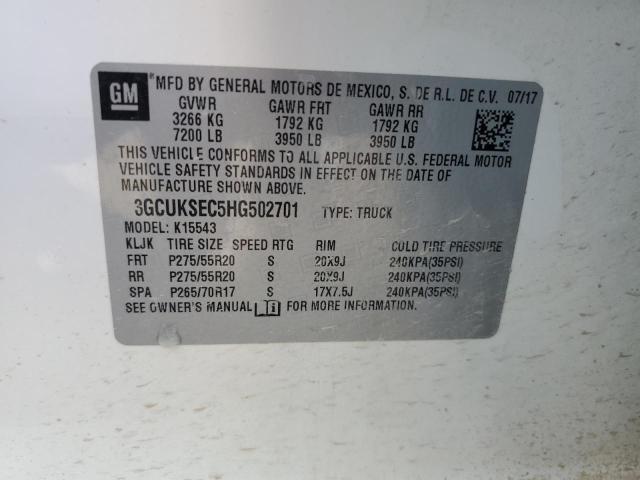 GM
MFD BY GENERAL MOTORS DE MEXICO, S. DE R.L. DE C.V. 07/17
GVWR GAWR FRT GAWR RR
3266 KG 1792 KG 1792 KG
7200 LB 3950 LB 3950 LB
THIS VEHICLE CONFORMS TO ALL APPLICABLE U.S. FEDERAL MOTOR
VEHICLE SAFETY STANDARDS IN EFFECT ON THE DATE OF
MANUFACTURE SHOWN ABOVE.
3GCUKSEC5HG502701 TYPE: TRUCK
MODEL: K15543
KLJK TIRE SIZE SPEED RTG RIM COLD TIRE PRESSURE
FRT P275/55R20 S 20X9J 240KPA(35PSI)
RR P275/55R20 S 20X9J 240KPA(35PSI)
SPA P265/70R17 S 17X7.5J 240KPA(35PSI)
SEE OWNER'S MANUAL FOR MORE INFORMATION.